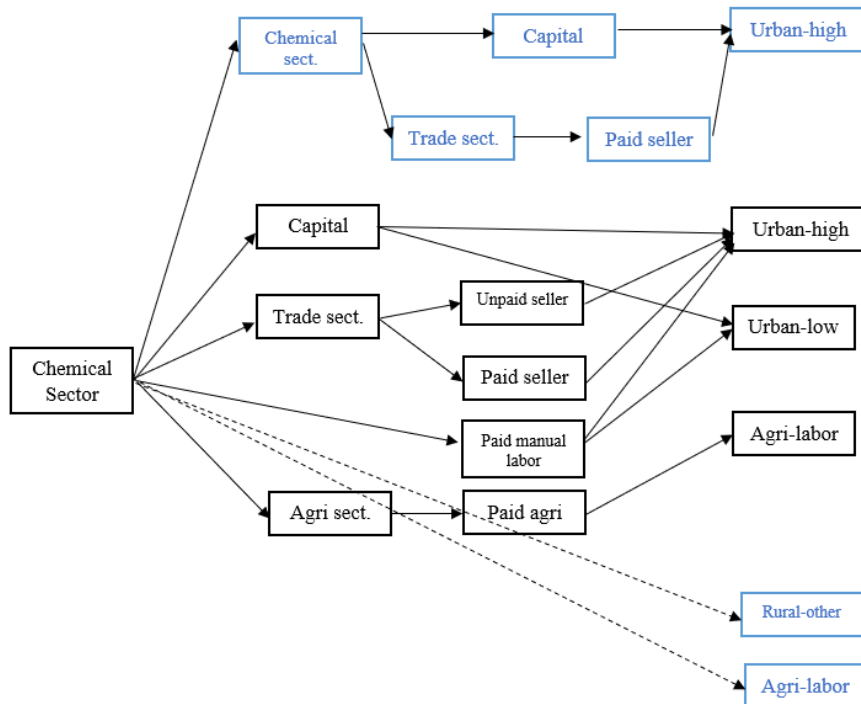 Chemical
sect.
Capital
Urban-high
Trade sect.
Paid seller
Capital
Urban-high
Unpaid seller
Trade sect.
Urban-low
Chemical
Sector
Paid seller
Paid manual
labor
Agri-labor
Agri sect.
Paid agri
Rural-other
Agri-labor